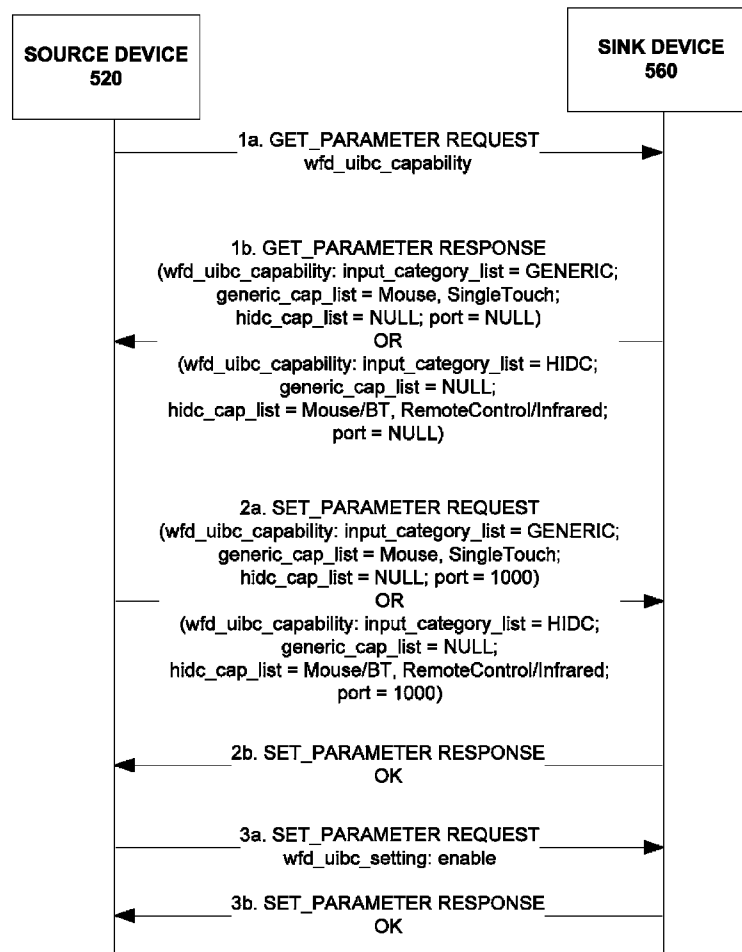 SOURCE DEVICE
520
SINK DEVICE
560
1a. GET_PARAMETER REQUEST
wfd_uibc_capability
1b. GET_PARAMETER RESPONSE
(wfd_uibc_capability: input_category_list = GENERIC;
generic_cap_list = Mouse, SingleTouch;
hidc_cap_list = NULL; port = NULL)
OR
(wfd_uibc_capability: input_category_list = HIDC;
generic_cap_list = NULL;
hidc_cap_list = Mouse/BT, RemoteControl/Infrared;
port = NULL)
2a. SET_PARAMETER REQUEST
(wfd_uibc_capability: input_category_list = GENERIC;
generic_cap_list = Mouse, SingleTouch;
hidc_cap_list = NULL; port = 1000)
OR
(wfd_uibc_capability: input_category_list = HIDC;
generic_cap_list = NULL;
hidc_cap_list = Mouse/BT, RemoteControl/Infrared;
port = 1000)
2b. SET_PARAMETER RESPONSE
OK
3a. SET_PARAMETER REQUEST
wfd_uibc_setting: enable
3b. SET_PARAMETER RESPONSE
OK